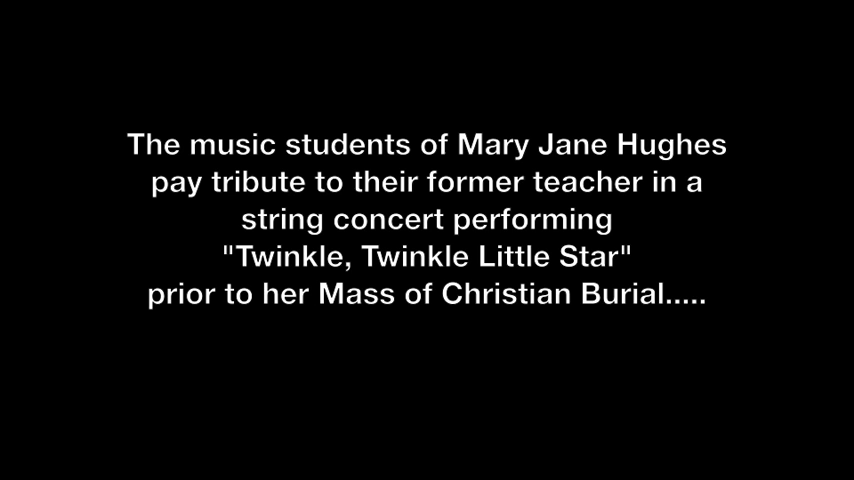 The music students of Mary Jane Hughes
pay tribute to their former teacher in a
string concert performing
"Twinkle, Twinkle Little Star"
prior to her Mass of Christian Burial.....